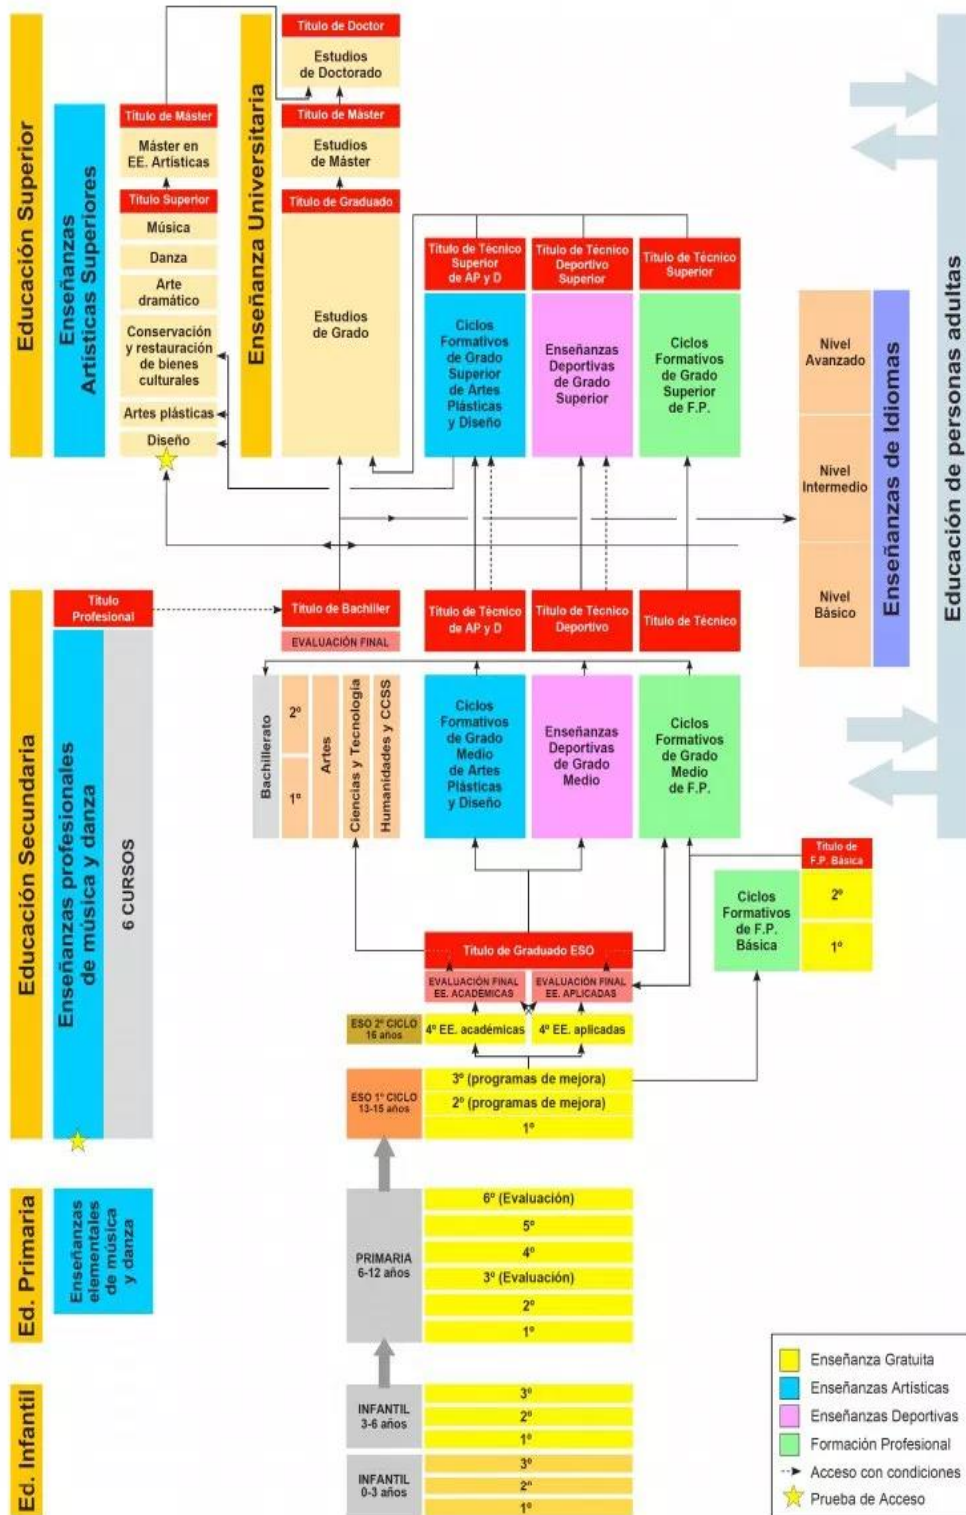 Educación Superior
Enseñanzas
Artísticas Superiores
Título de Máster
Máster en
EE. Artísticas
Título Superior
Música
Danza
Arte
dramático
Conservación
y restauración
de bienes
culturales
Artes plásticas
Diseño
Enseñanza Universitaria
Título de Doctor
Estudios
de Doctorado
Título de Máster
Estudios
de Máster
Título de Graduado
Estudios
de Grado
Título de Técnico
Superior
de AP y D
Ciclos
Formativos
de Grado
Superior
de Artes
Plásticas
y Diseño
Título de Técnico
Deportivo
Superior
Enseñanzas
Deportivas
de Grado
Superior
Título de Técnico
Superior
Ciclos
Formativos
de Grado
Superior
de F.P.
Nivel
Avanzado
Nivel
Intermedio
Nivel
Básico
Enseñanzas de Idiomas
Educación de personas adultas
Educación Secundaria
Título
Profesional
Enseñanzas profesionales
de música y danza
6 CURSOS
Título de Bachiller
EVALUACIÓN FINAL
Bachillerato
2º
1º
Artes
Ciencias y Tecnología
Humanidades y CCSS
Título de Técnico
de AP y D
Ciclos
Formativos
de Grado
Medio
de Artes
Plásticas
y Diseño
Título de Técnico
Deportivo
Enseñanzas
Deportivas
de Grado
Medio
Título de Técnico
Ciclos
Formativos
de Grado
Medio
de F.P.
Título de
F.P. Básica
Ciclos
Formativos
de F.P.
Básica
2º
1º
Título de Graduado ESO
EVALUACIÓN FINAL
EE. ACADÉMICAS
EVALUACIÓN FINAL
EE. APLICADAS
ESO 2º CICLO
16 años
4º EE. académicas
4º EE. aplicadas
ESO 1º CICLO
13-15 años
3º (programas de mejora)
2º (programas de mejora)
1º
Ed. Primaria
Enseñanzas
elementales
de música
y danza
PRIMARIA
6-12 años
6º (Evaluación)
5º
4º
3º (Evaluación)
2º
1º
Ed. Infantil
INFANTIL
3-6 años
3º
2º
1º
INFANTIL
0-3 años
3º
2º
1º
Enseñanza Gratuita
Enseñanzas Artísticas
Enseñanzas Deportivas
Formación Profesional
Acceso con condiciones
Prueba de Acceso